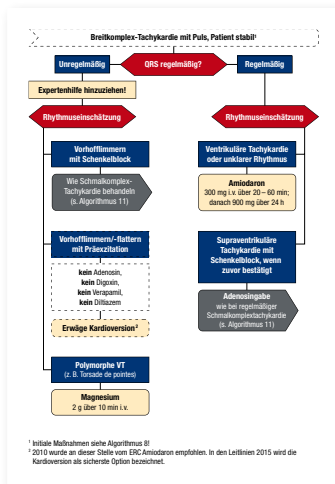 Breitkomplex-Tachykardie mit Puls, Patient stabil¹
Unregelmäßig
QRS regelmäßig?
Regelmäßig
Expertenhilfe hinzuziehen!
Rhythmuseinschätzung
Rhythmuseinschätzung
Vorhofflimmern
mit Schenkelblock
Wie Schmalkomplex-
Tachykardie behandeln
(s. Algorithmus 11)
Vorhofflimmern/-flattern
mit Präexzitation
kein Adenosin,
kein Digoxin,
kein Verapamil,
kein Diltiazem
Erwäge Kardioversion²
Polymorphe VT
(z. B. Torsade de pointes)
Magnesium
2 g über 10 min i.v.
Ventrikuläre Tachykardie
oder unklarer Rhythmus
Amiodaron
300 mg i.v über 20 – 60 min;
danach 900 mg über 24 h
Supraventrikuläre
Tachykardie mit
Schenkelblock, wenn
zuvor bestätigt
Adenosingabe
wie bei regelmäßiger
Schmalkomplextachykardie
(s. Algorithmus 11)
¹ Initiale Maßnahmen siehe Algorithmus 8!
² 2010 wurde an dieser Stelle vom ERC Amiodaron empfohlen. In den Leitlinien 2015 wird die
Kardioversion als sicherste Option bezeichnet.